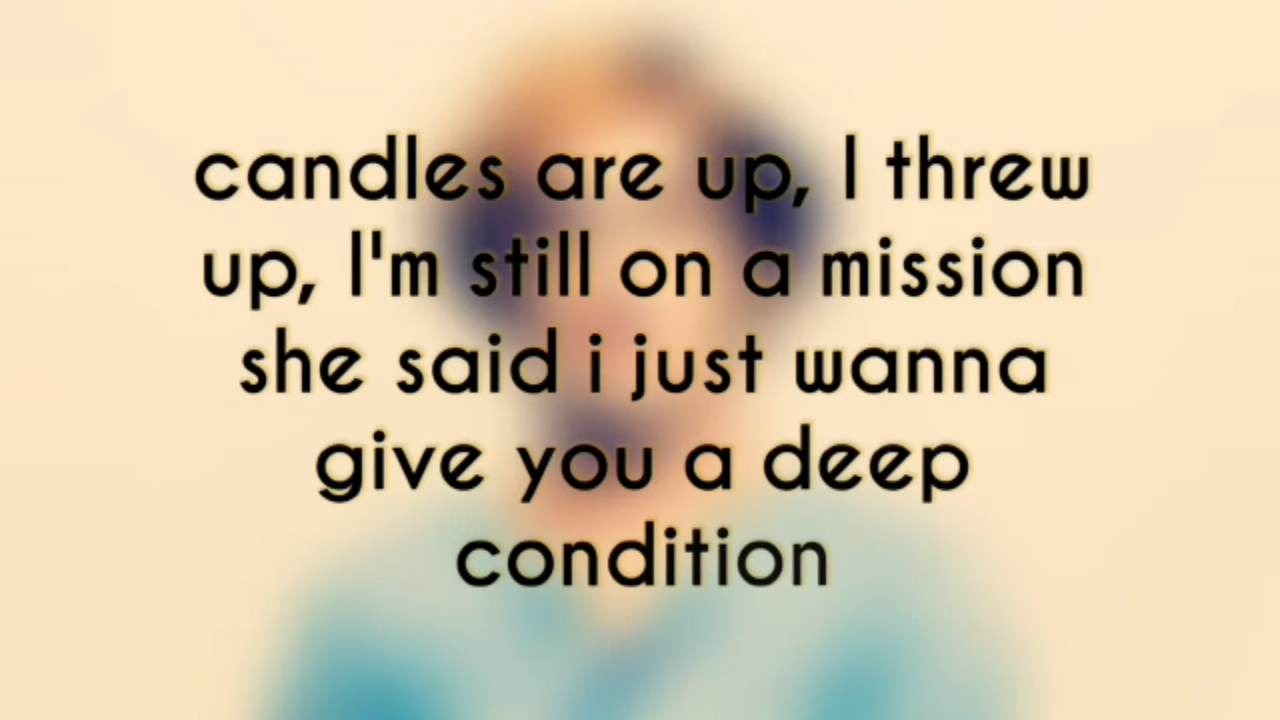 candles are up, I threw
up, I'm still on a mission
she said i just wanna
give you a deep
condition